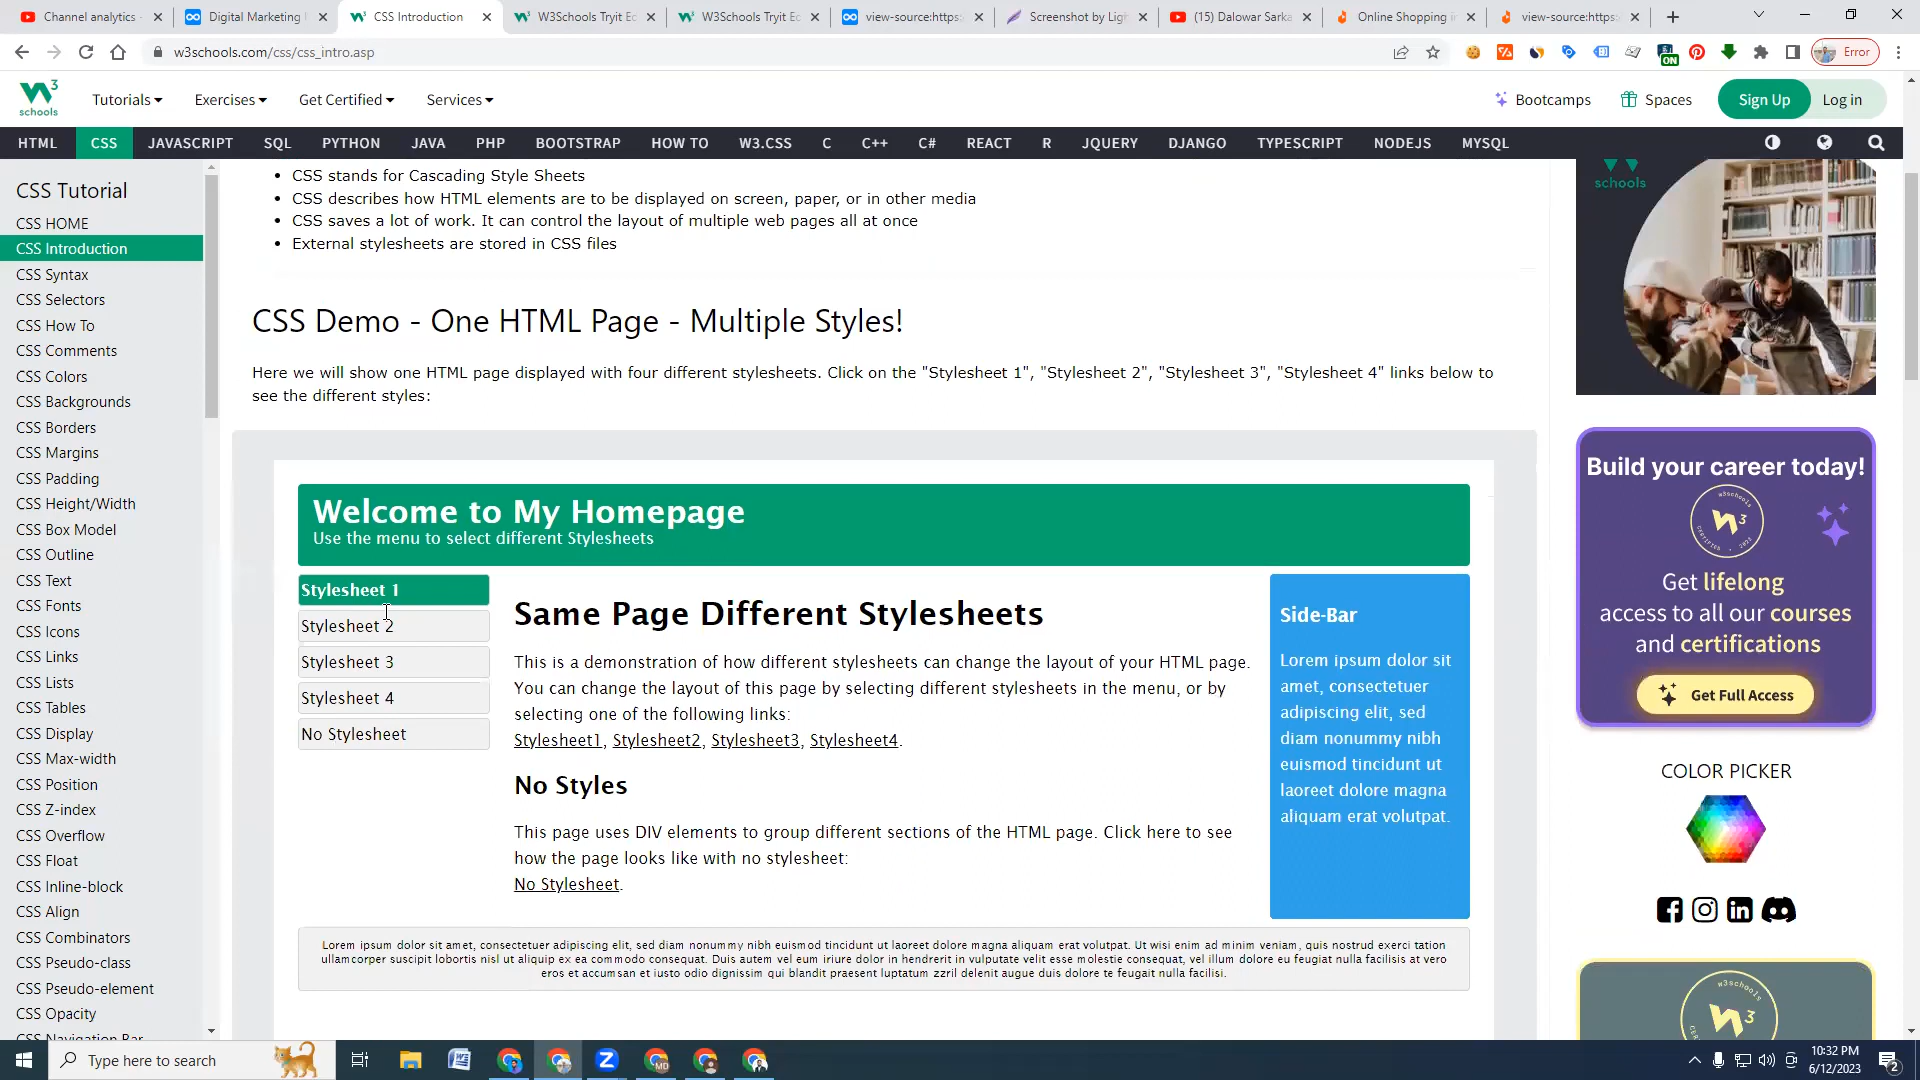 Channel analytics -
Digital Marketing
CSS Introduction
W3Schools Tryit Ed
W3Schools Tryit Ed
view-source:https:
Screenshot by Ligh
(15) Dalowar Sarka
Online Shopping in
view-source:https:
w3schools.com/css/css_intro.asp
ON
Error
schools
Tutorials
Exercises
Get Certified
Services
Bootcamps
Spaces
Sign Up
Log in
HTML CSS JAVASCRIPT SQL PYTHON JAVA PHP BOOTSTRAP HOW TO W3.CSS C C++ C# REACT R JQUERY DJANGO TYPESCRIPT NODEJS MYSQL
CSS Tutorial
CSS HOME
CSS Introduction
CSS Syntax
CSS Selectors
CSS How To
CSS Comments
CSS Colors
CSS Backgrounds
CSS Borders
CSS Margins
CSS Padding
CSS Height/Width
CSS Box Model
CSS Outline
CSS Text
CSS Fonts
CSS Icons
CSS Links
CSS Lists
CSS Tables
CSS Display
CSS Max-width
CSS Position
CSS Z-index
CSS Overflow
CSS Float
CSS Inline-block
CSS Align
CSS Combinators
CSS Pseudo-class
CSS Pseudo-element
CSS Opacity
CSS Navigation Bar
• CSS stands for Cascading Style Sheets
• CSS describes how HTML elements are to be displayed on screen, paper, or in other media
• CSS saves a lot of work. It can control the layout of multiple web pages all at once
• External stylesheets are stored in CSS files
CSS Demo - One HTML Page - Multiple Styles!
Here we will show one HTML page displayed with four different stylesheets. Click on the "Stylesheet 1", "Stylesheet 2", "Stylesheet 3", "Stylesheet 4" links below to
see the different styles:
Welcome to My Homepage
Use the menu to select different Stylesheets
Stylesheet 1
Stylesheet 2
Stylesheet 3
Stylesheet 4
No Stylesheet
Same Page Different Stylesheets
This is a demonstration of how different stylesheets can change the layout of your HTML page.
You can change the layout of this page by selecting different stylesheets in the menu, or by
selecting one of the following links:
Stylesheet1, Stylesheet2, Stylesheet3, Stylesheet4.
No Styles
This page uses DIV elements to group different sections of the HTML page. Click here to see
how the page looks like with no stylesheet:
No Stylesheet.
Side-Bar
Lorem ipsum dolor sit
amet, consectetuer
adipiscing elit, sed
diam nonummy nibh
euismod tincidunt ut
laoreet dolore magna
aliquam erat volutpat.
Lorem ipsum dolor sit amet, consectetuer adipiscing elit, sed diam nonummy nibh euismod tincidunt ut laoreet dolore magna aliquam erat volutpat. Ut wisi enim ad minim veniam, quis nostrud exerci tation
ullamcorper suscipit lobortis nisl ut aliquip ex ea commodo consequat. Duis autem vel eum iriure dolor in hendrerit in vulputate velit esse molestie consequat, vel illum dolore eu feugiat nulla facilisis at vero
eros et accumsan et iusto odio dignissim qui blandit praesent luptatum zzril delenit augue duis dolore te feugait nulla facilisi.
schools
Build your career today!
w3schools
CERTIFIED
Get lifelong
access to all our courses
and certifications
Get Full Access
COLOR PICKER
w3schools
Type here to search
MD
10:32 PM
6/12/2023
2